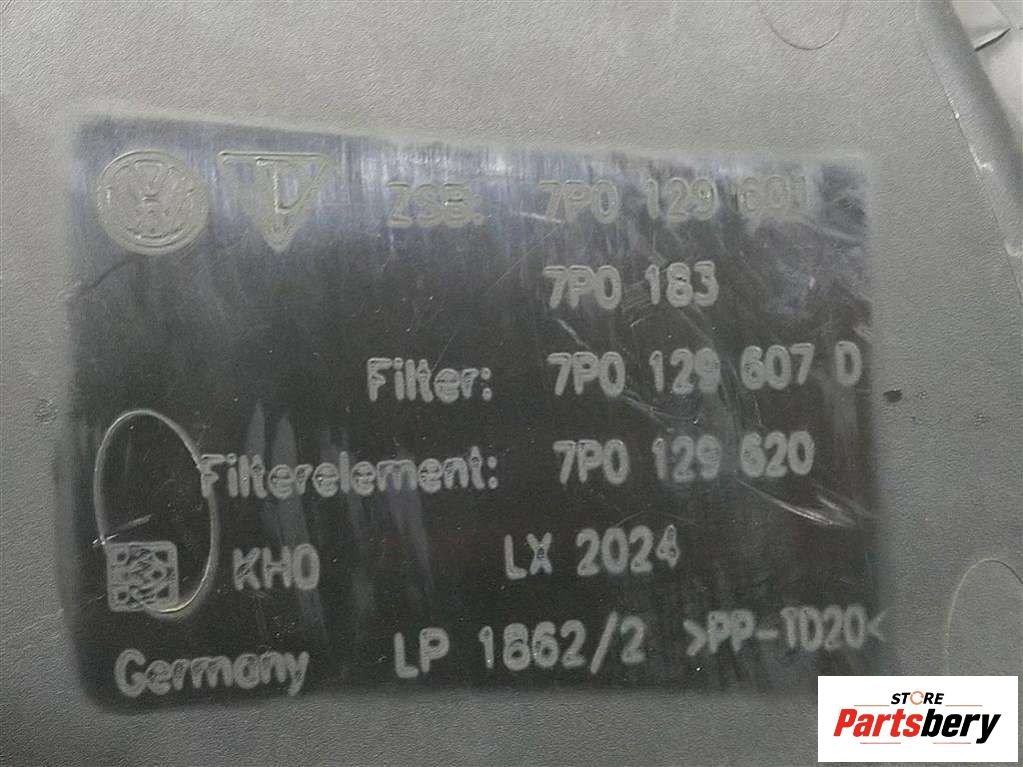 ZSB. 7P0 129 601
7P0 183
Filter: 7P0 129 607 D
Filterelement: 7P0 129 620
KHO LX 2024
Germany LP 1862/2 >PP-TD20<
STORE
Partsbery